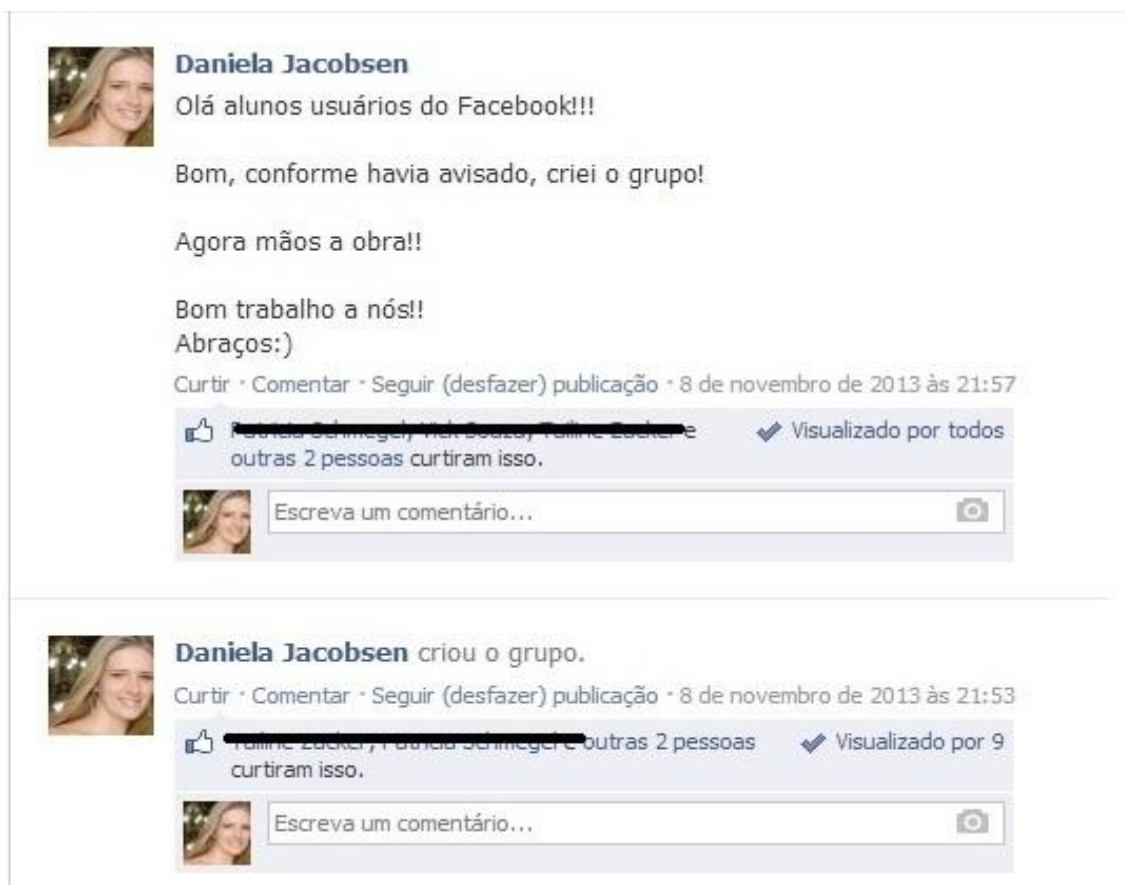 Daniela Jacobsen
Olá alunos usuários do Facebook!!!
Bom, conforme havia avisado, criei o grupo!
Agora mãos a obra!!
Bom trabalho a nós!!
Abraços:)
Curtir · Comentar · Seguir (desfazer) publicação · 8 de novembro de 2013 às 21:57
e Visualizado por todos
outras 2 pessoas curtiram isso.
Escreva um comentário...
Daniela Jacobsen criou o grupo.
Curtir · Comentar · Seguir (desfazer) publicação · 8 de novembro de 2013 às 21:53
outras 2 pessoas Visualizado por 9
curtiram isso.
Escreva um comentário...